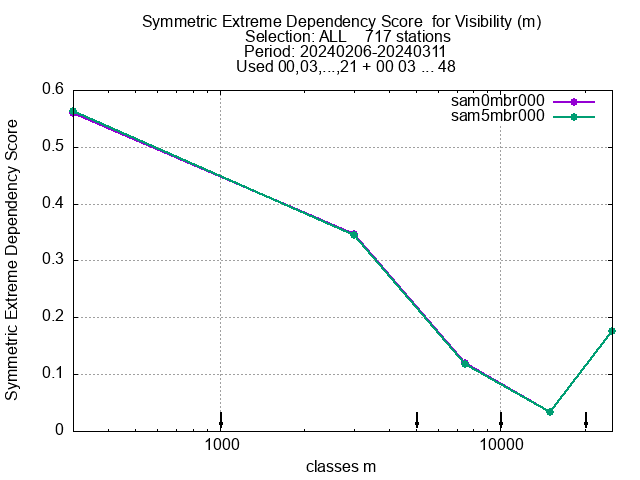 Symmetric Extreme Dependency Score  for Visibility (m)
Selection: ALL    717 stations
Period: 20240206-20240311
Used 00,03,...,21 + 00 03 ... 48
sam0mbr000
sam5mbr000
0.6
0.5
0.4
0.3
0.2
0.1
0
Symmetric Extreme Dependency Score
1000
10000
classes m